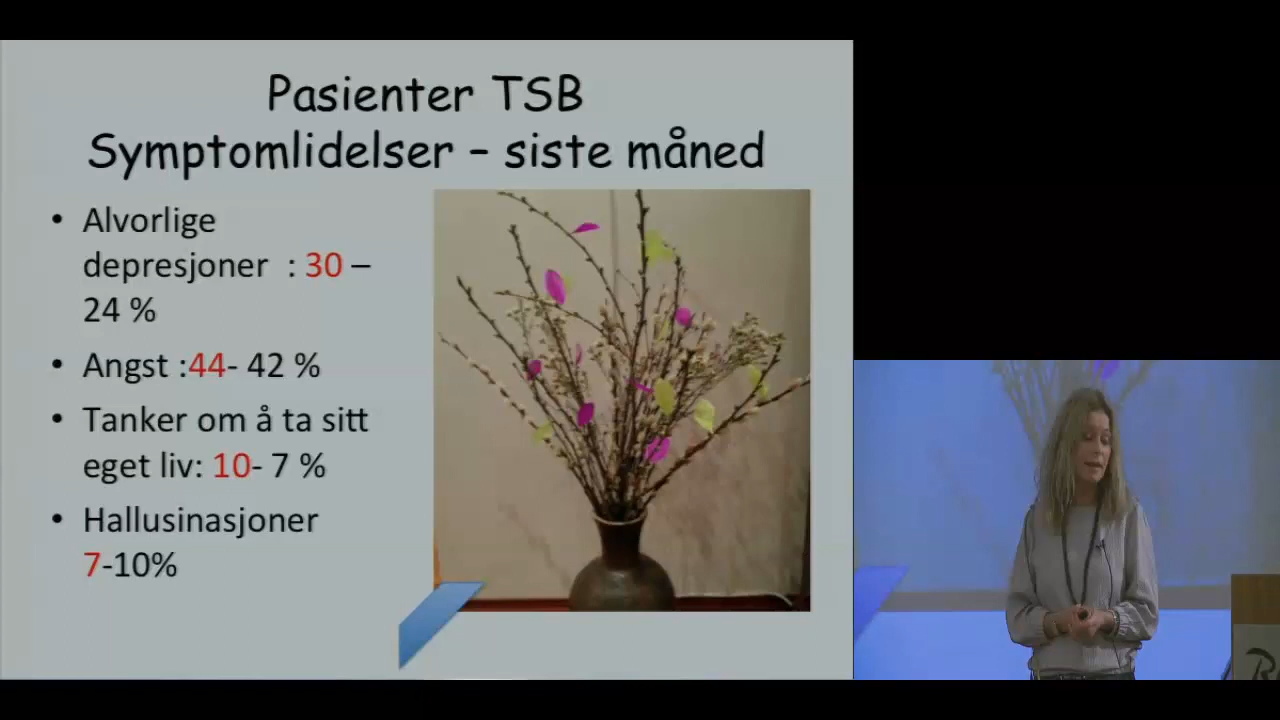 Pasienter TSB
Symptomlidelser – siste måned
• Alvorlige
depresjoner : 30 –
24 %
• Angst :44- 42 %
• Tanker om å ta sitt
eget liv: 10- 7 %
• Hallusinasjoner
7-10%